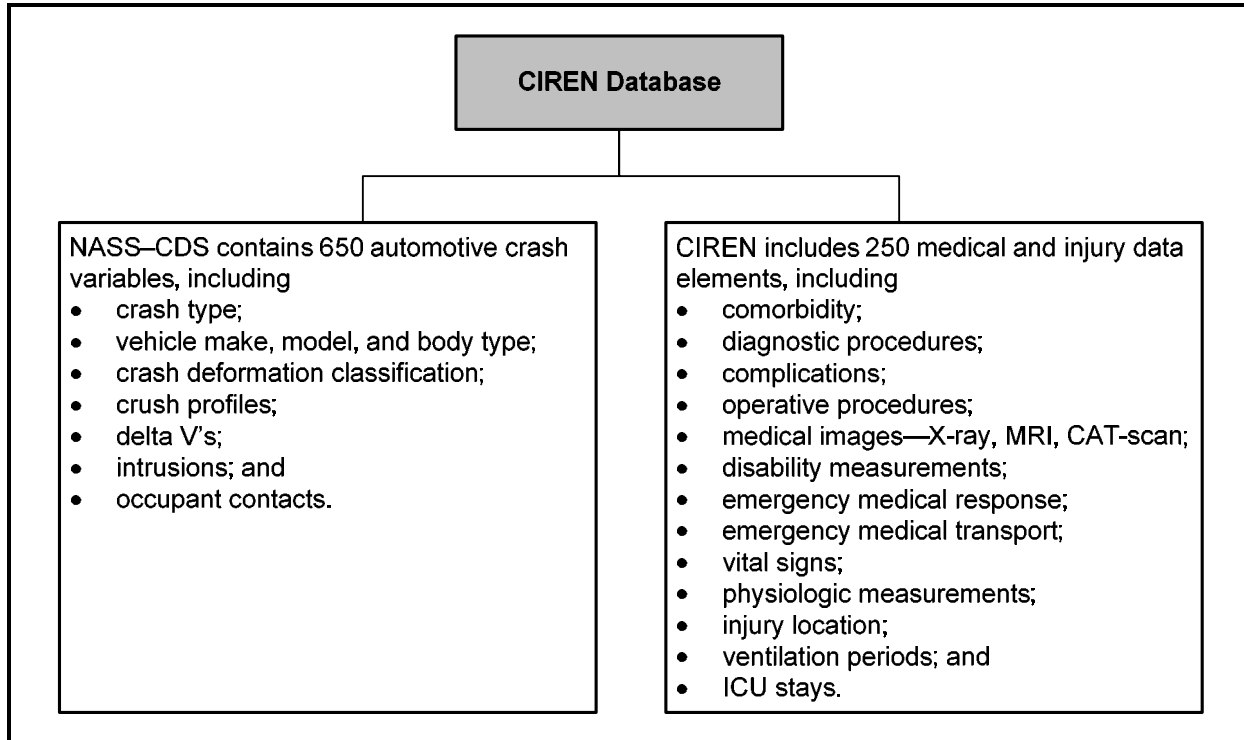 CIREN Database
NASS–CDS contains 650 automotive crash
variables, including
• crash type;
• vehicle make, model, and body type;
• crash deformation classification;
• crush profiles;
• delta V's;
• intrusions; and
• occupant contacts.
CIREN includes 250 medical and injury data
elements, including
• comorbidity;
• diagnostic procedures;
• complications;
• operative procedures;
• medical images—X-ray, MRI, CAT-scan;
• disability measurements;
• emergency medical response;
• emergency medical transport;
• vital signs;
• physiologic measurements;
• injury location;
• ventilation periods; and
• ICU stays.